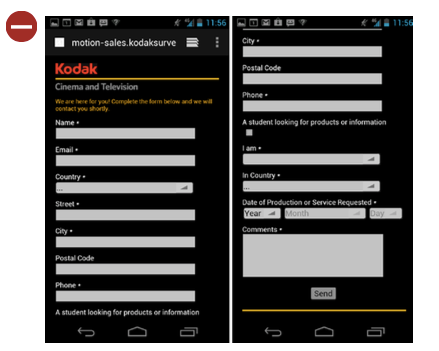 11:56
motion-sales.kodaksurve
Kodak
Cinema and Television
We are here for you! Complete the form below and we will
contact you shortly.
Name •
Email •
Country •
...
Street •
City •
Postal Code
Phone •
A student looking for products or information
11:56
City •
Postal Code
Phone •
A student looking for products or information
I am •
In Country •
...
Date of Production or Service Requested •
Year Month Day
Comments •
Send